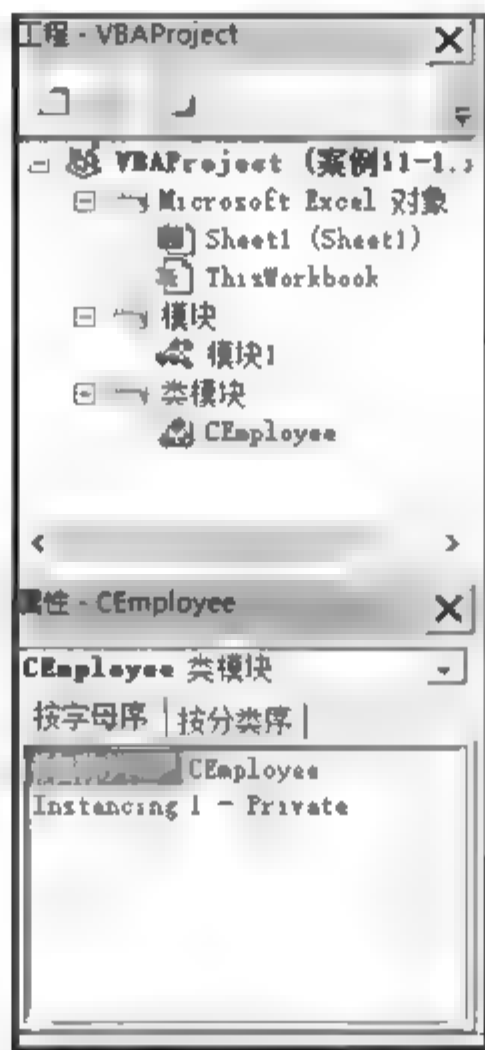 工程 - VBAProject
VBAProject (案例11-1.
Microsoft Excel 对象
Sheet1 (Sheet1)
ThisWorkbook
模块
模块1
类模块
CEmployee
属性 - CEmployee
CEmployee 类模块
按字母序 按分类序
CEmployee
Instancing 1 - Private